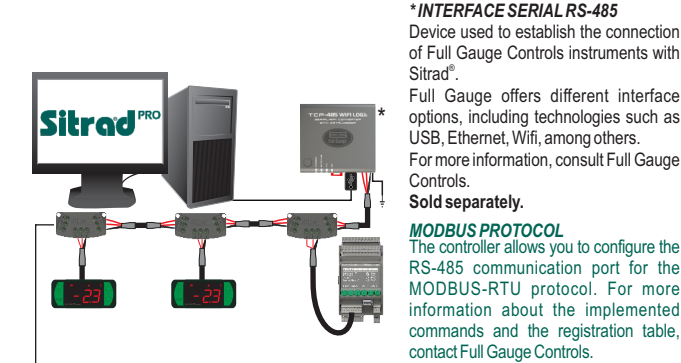 Sitrad PRO
TCP-485 WIFI LOG
*
-23
-23
* INTERFACE SERIAL RS-485
Device used to establish the connection
of Full Gauge Controls instruments with
Sitrad®.
Full Gauge offers different interface
options, including technologies such as
USB, Ethernet, Wifi, among others.
For more information, consult Full Gauge
Controls.
Sold separately.
MODBUS PROTOCOL
The controller allows you to configure the
RS-485 communication port for the
MODBUS-RTU protocol. For more
information about the implemented
commands and the registration table,
contact Full Gauge Controls.